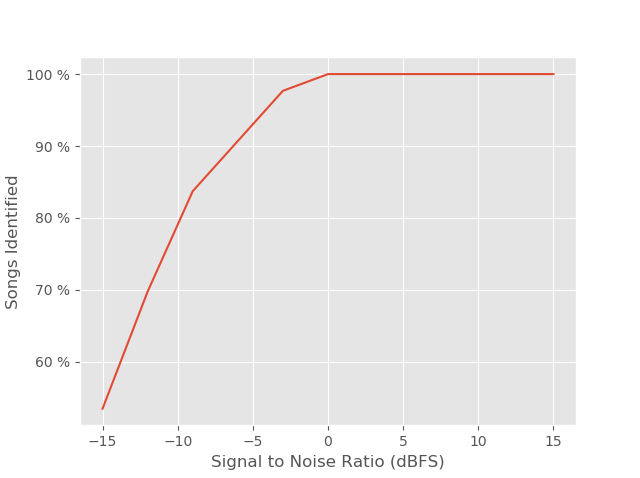 100 %
90 %
80 %
70 %
60 %
Songs Identified
−15 −10 −5 0 5 10 15
Signal to Noise Ratio (dBFS)